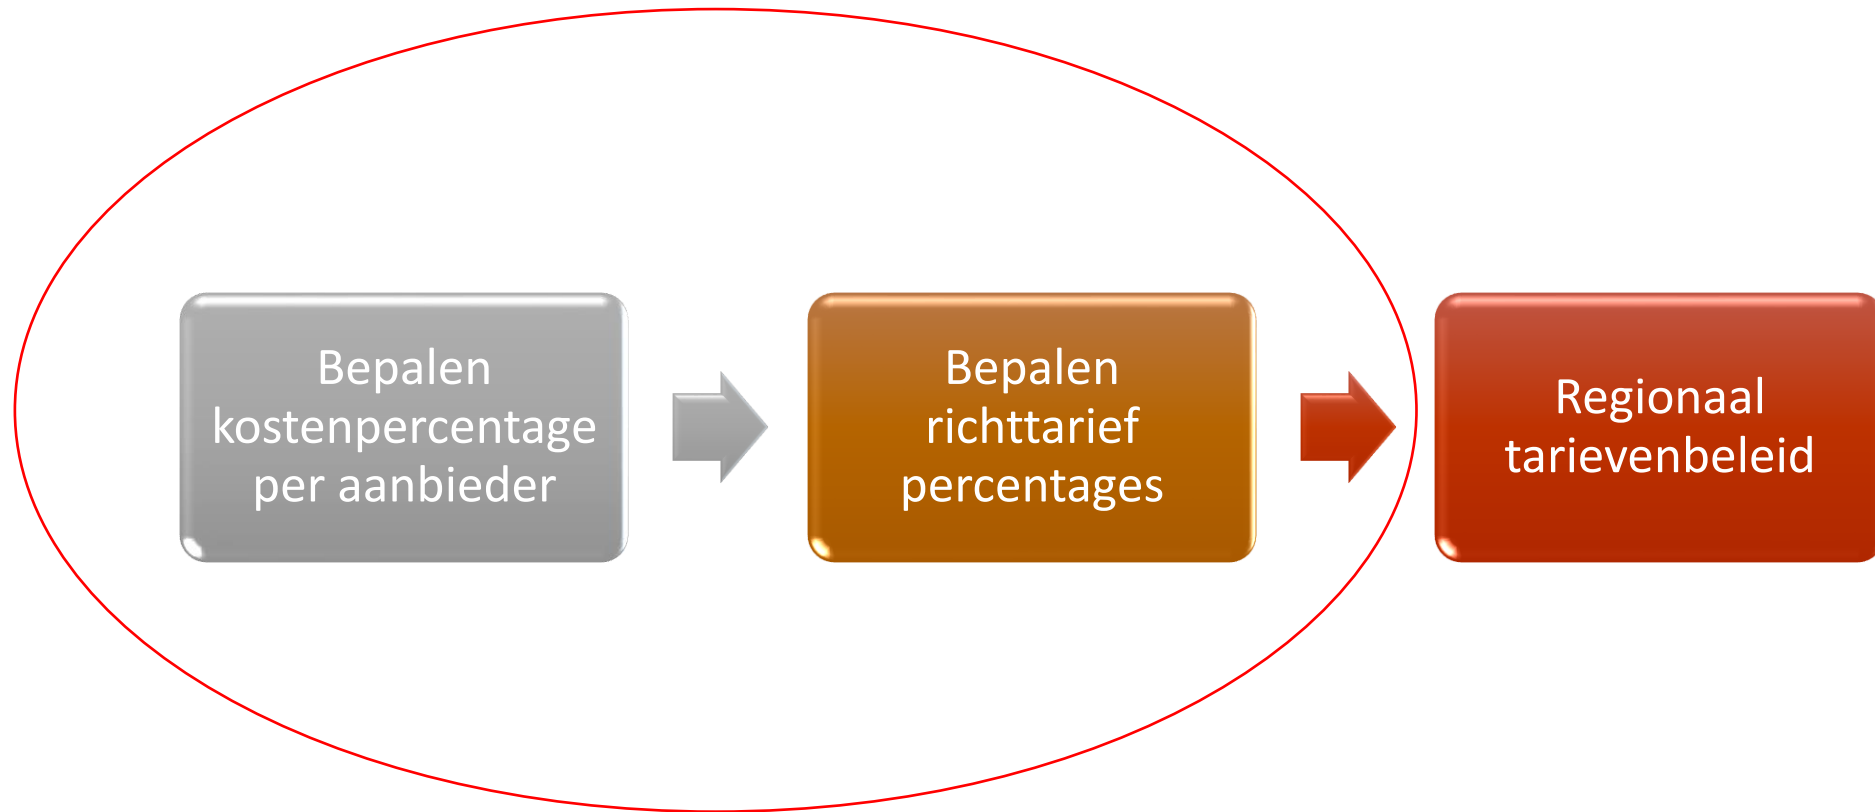 Bepalen
kostenpercentage
per aanbieder
Bepalen
richttarief
percentages
Regionaal
tarievenbeleid